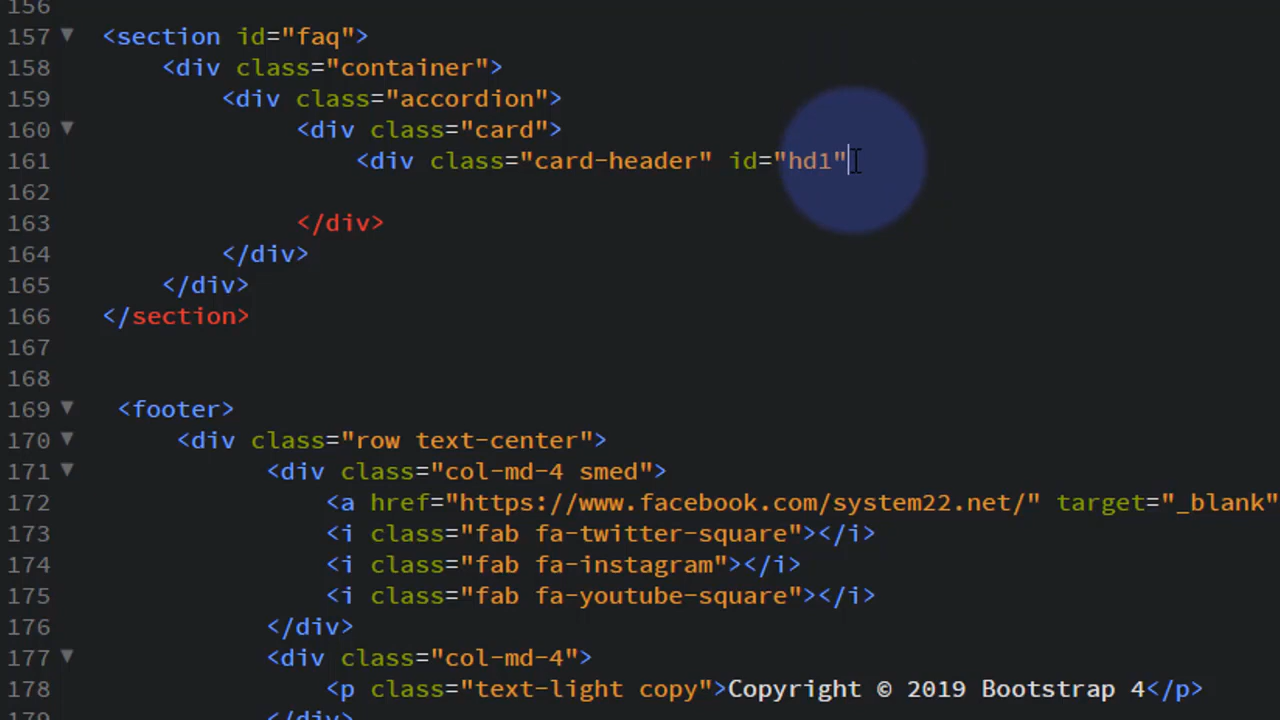 156
157 <section id="faq">
158 <div class="container">
159 <div class="accordion">
160 <div class="card">
161 <div class="card-header" id="hd1"
162
163 </div>
164 </div>
165 </div>
166 </section>
167
168
169 <footer>
170 <div class="row text-center">
171 <div class="col-md-4 smed">
172 <a href="https://www.facebook.com/system22.net/" target="_blank"
173 <i class="fab fa-twitter-square"></i>
174 <i class="fab fa-instagram"></i>
175 <i class="fab fa-youtube-square"></i>
176 </div>
177 <div class="col-md-4">
178 <p class="text-light copy">Copyright © 2019 Bootstrap 4</p>
179 </div>